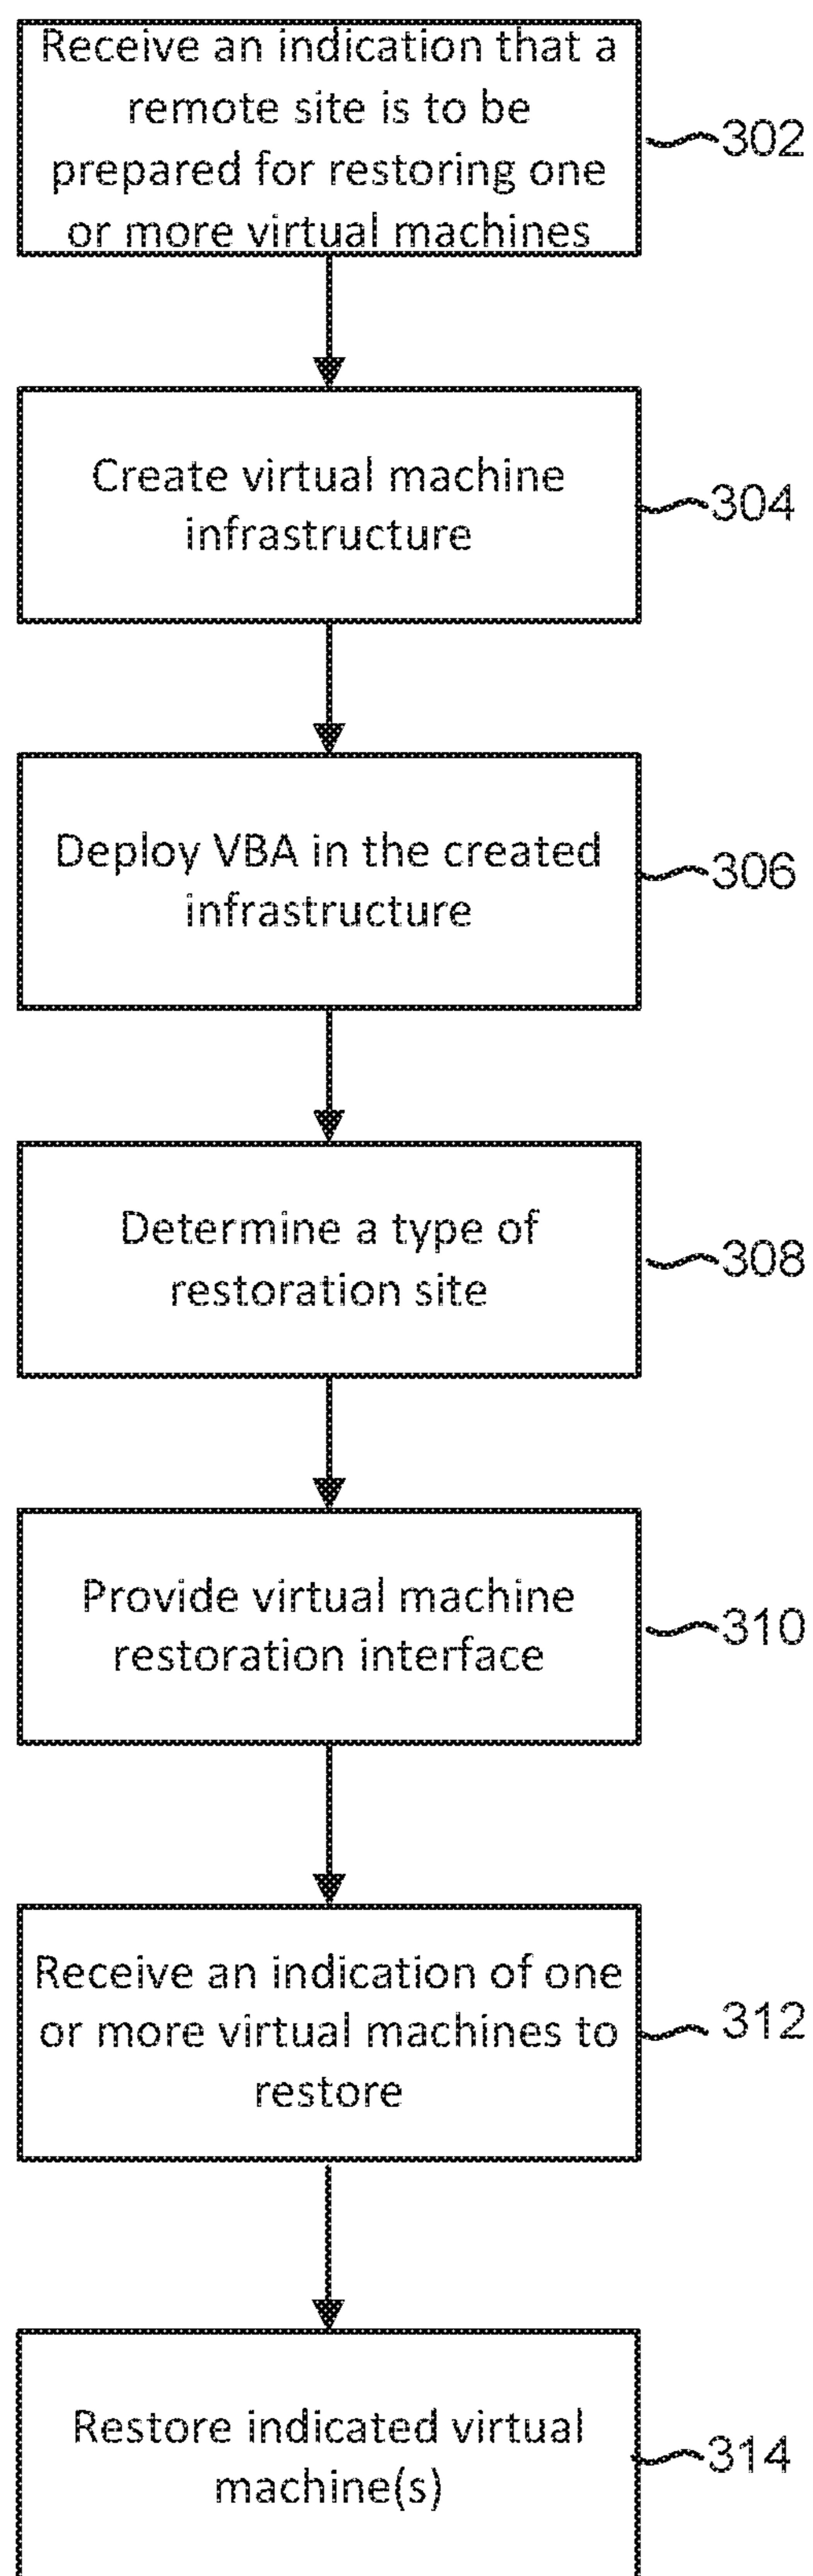 Receive an indication that a
remote site is to be
prepared for restoring one
or more virtual machines
302
Create virtual machine
infrastructure
304
Deploy VBA in the created
infrastructure
306
Determine a type of
restoration site
308
Provide virtual machine
restoration interface
310
Receive an indication of one
or more virtual machines to
restore
312
Restore indicated virtual
machine(s)
314